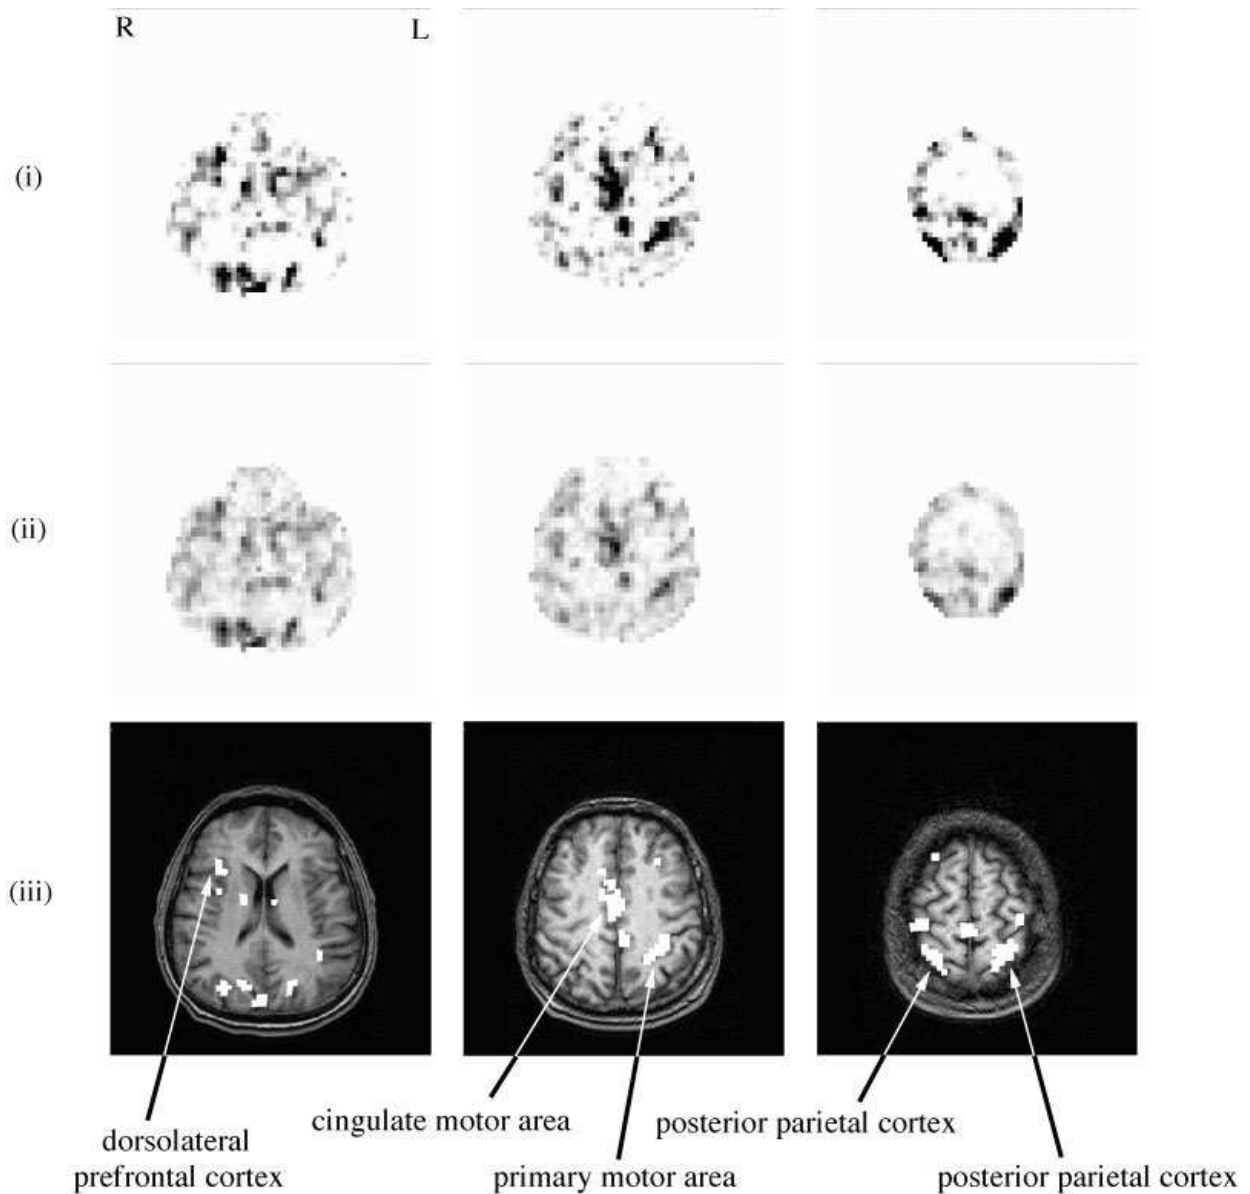 R
L
(i)
(ii)
(iii)
cingulate motor area
posterior parietal cortex
dorsolateral
prefrontal cortex
primary motor area
posterior parietal cortex